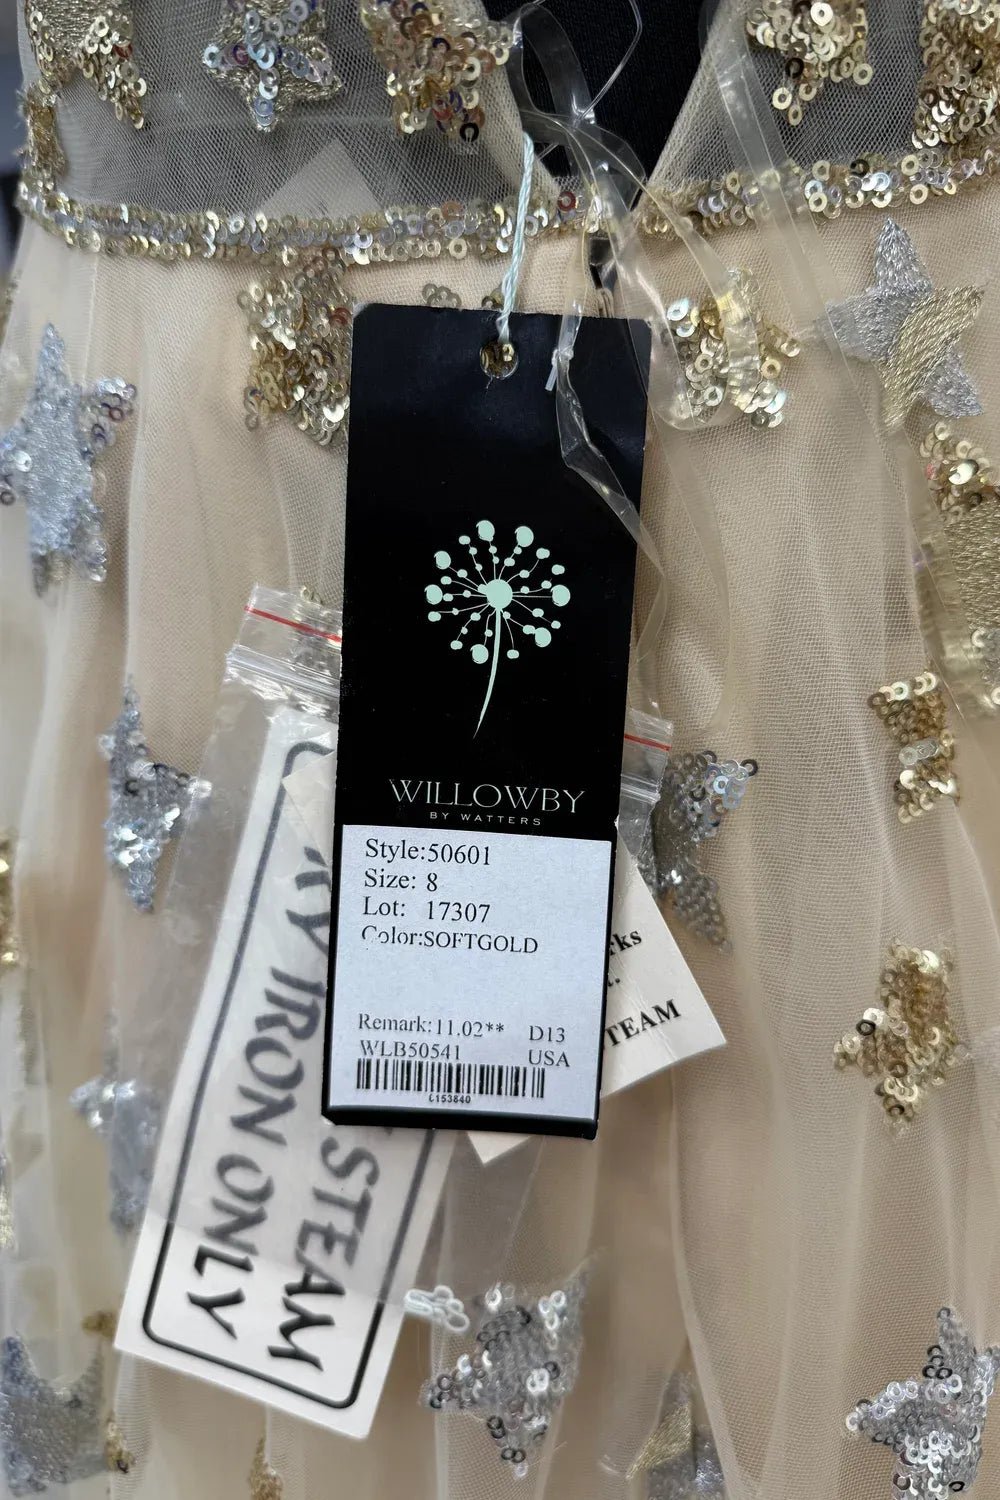 WILLOWBY
BY WATTERS
Style:50601
Size: 8
Lot: 17307
Color:SOFTGOLD
Remark:11.02** D13
WLB50541 USA
STEAM
IRON ONLY
STEAM